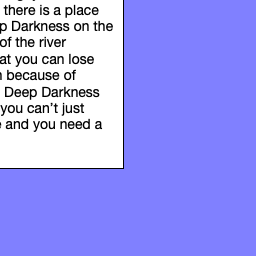 there is a place
Darkness on the
of the river
you can lose
because of
Deep Darkness
you can't just
and you need a